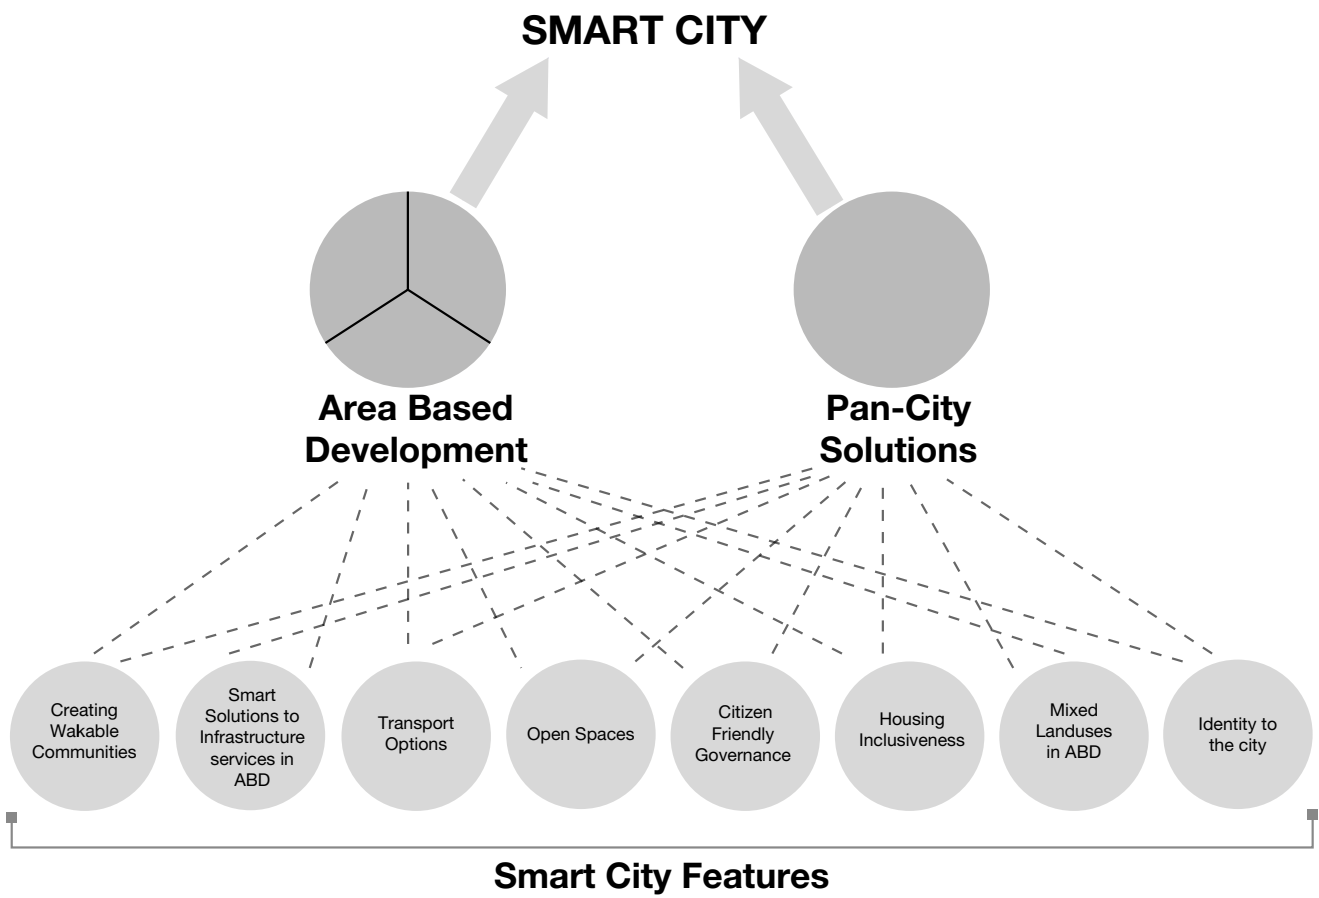 SMART CITY
Area Based
Development
Pan-City
Solutions
Creating
Wakable
Communities
Smart
Solutions to
Infrastructure
services in
ABD
Transport
Options
Open Spaces
Citizen
Friendly
Governance
Housing
Inclusiveness
Mixed
Landuses
in ABD
Identity to
the city
Smart City Features